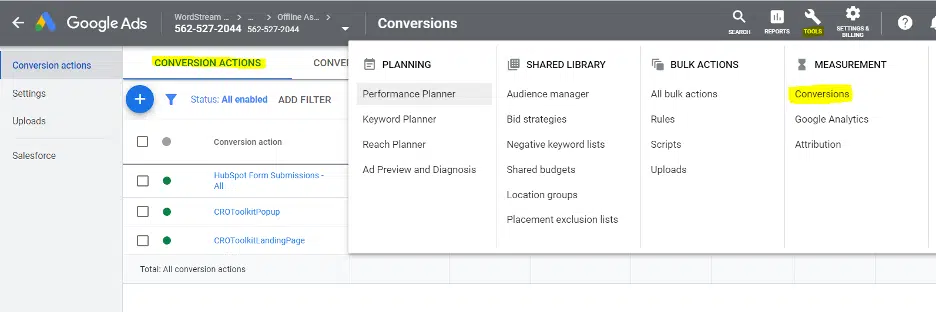 Google Ads
WordStream ... > ... > Offline As...
562-527-2044 562-527-2044
Conversions
SEARCH
REPORTS
TOOLS
SETTINGS &
BILLING
?
Conversion actions
Settings
Uploads
Salesforce
CONVERSION ACTIONS
CONVER
+
Status: All enabled ADD FILTER
Conversion action
HubSpot Form Submissions -
All
CROToolkitPopup
CROToolkitLandingPage
Total: All conversion actions
PLANNING
Performance Planner
Keyword Planner
Reach Planner
Ad Preview and Diagnosis
SHARED LIBRARY
Audience manager
Bid strategies
Negative keyword lists
Shared budgets
Location groups
Placement exclusion lists
BULK ACTIONS
All bulk actions
Rules
Scripts
Uploads
MEASUREMENT
Conversions
Google Analytics
Attribution